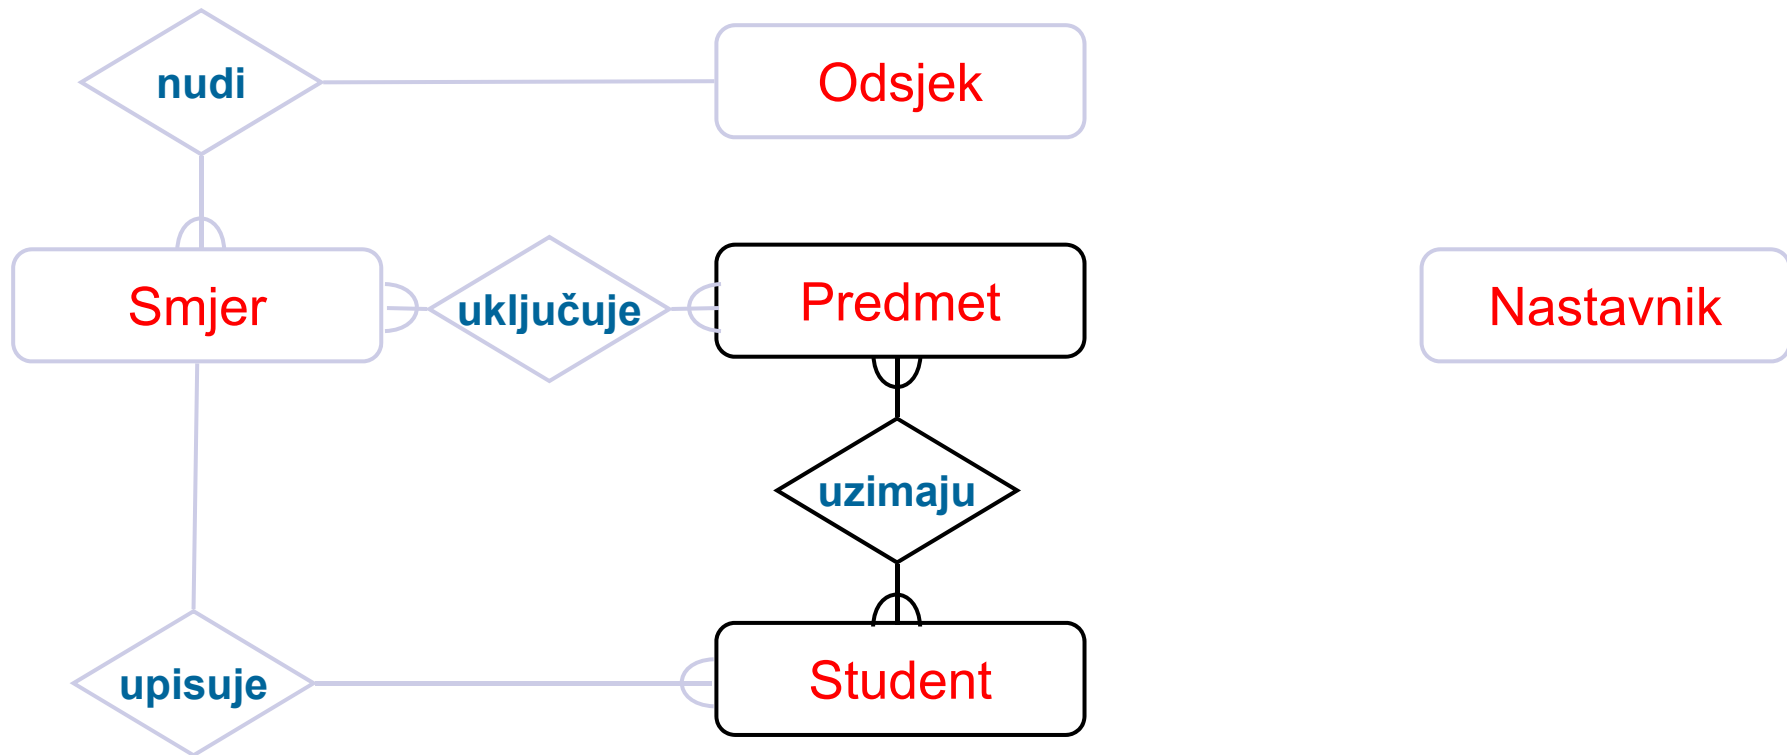 nudi
Odsjek
Smjer
uključuje
Predmet
Nastavnik
uzimaju
upisuje
Student